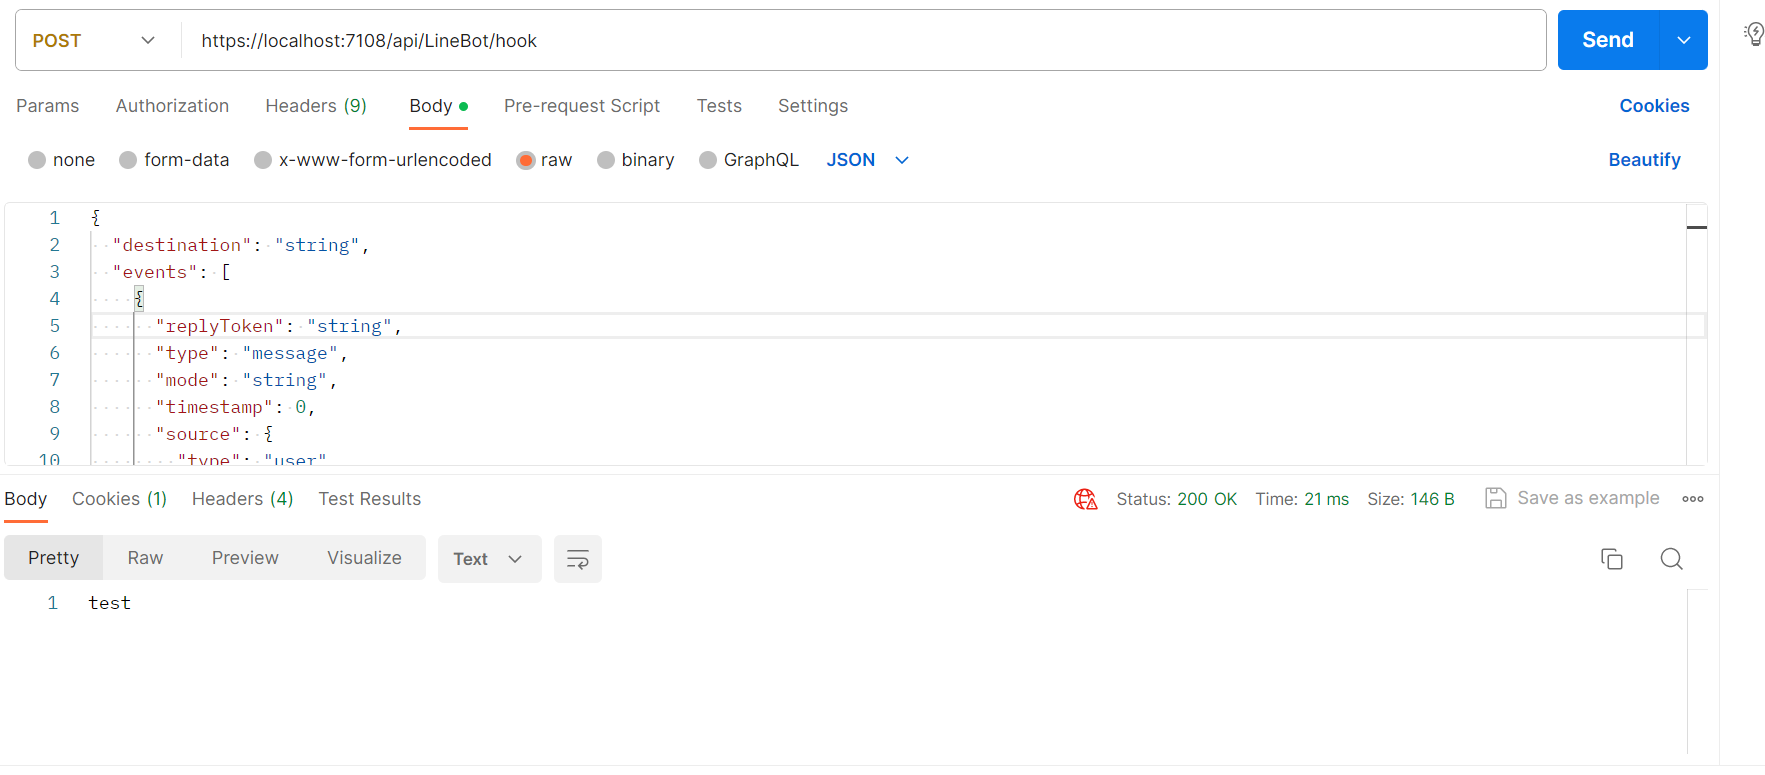 POST https://localhost:7108/api/LineBot/hook Send
Params Authorization Headers (9) Body Pre-request Script Tests Settings Cookies
none form-data x-www-form-urlencoded raw binary GraphQL JSON Beautify
1 {
2 "destination": "string",
3 "events": [
4 {
5 "replyToken": "string",
6 "type": "message",
7 "mode": "string",
8 "timestamp": 0,
9 "source": {
10 "type": "user"
Body Cookies (1) Headers (4) Test Results Status: 200 OK Time: 21 ms Size: 146 B Save as example
Pretty Raw Preview Visualize Text
1 test